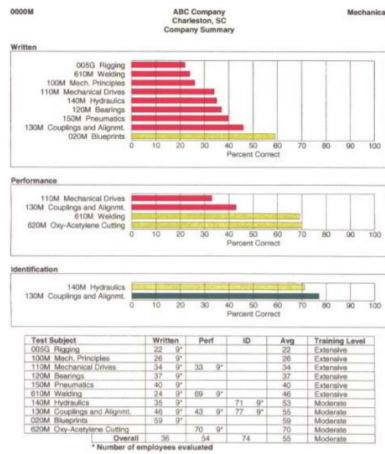 0000M
ABC Company
Mechanica
Charleston, SC
Company Summary
Written
005G Rigging
610M Welding
100M Mech. Principles
110M Mechanical Drives
140M Hydraulics
120M Bearings
150M Pneumatics
130M Couplings and Alignmt.
020M Blueprints
0 10 20 30 40 50 60 70 80 90 100
Percent Correct
Performance
110M Mechanical Drives
130M Couplings and Alignmt.
610M Welding
620M Oxy-Acetylene Cutting
0 10 20 30 40 50 60 70 80 90 100
Percent Correct
Identification
140M Hydraulics
130M Couplings and Alignmt.
0 10 20 30 40 50 60 70 80 90 100
Percent Correct
Test Subject Written Perf ID Avg Training Level
005G Rigging 22 9* 22 Extensive
100M Mech. Principles 26 9* 26 Extensive
110M Mechanical Drives 34 9* 33 9* 34 Extensive
120M Bearings 37 9* 37 Extensive
150M Pneumatics 40 9* 40 Extensive
610M Welding 24 9* 69 9* 46 Extensive
140M Hydraulics 35 9* 71 9* 53 Moderate
130M Couplings and Alignmt. 46 9* 43 9* 77 9* 55 Moderate
020M Blueprints 59 9* 59 Moderate
620M Oxy-Acetylene Cutting 70 9* 70 Moderate
Overall 36 54 74 55 Moderate
* Number of employees evaluated